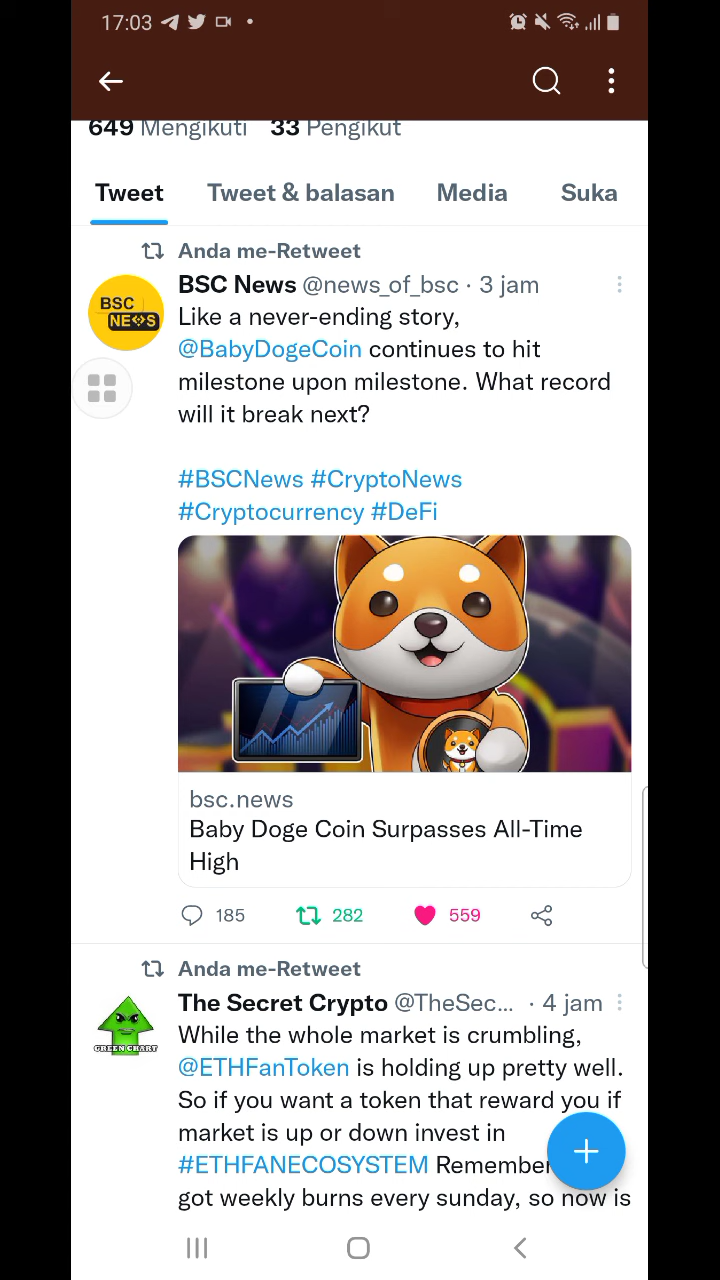 17:03
649 Mengikuti 33 Pengikut
Tweet Tweet & balasan Media Suka
Anda me-Retweet
BSC News @news_of_bsc · 3 jam
BSC
NEWS
Like a never-ending story,
@BabyDogeCoin continues to hit
milestone upon milestone. What record
will it break next?
#BSCNews #CryptoNews
#Cryptocurrency #DeFi
bsc.news
Baby Doge Coin Surpasses All-Time
High
185 282 559
Anda me-Retweet
The Secret Crypto @TheSec... · 4 jam
GREEN CHART
While the whole market is crumbling,
@ETHFanToken is holding up pretty well.
So if you want a token that reward you if
market is up or down invest in
#ETHFANECOSYSTEM Remember
got weekly burns every sunday, so now is